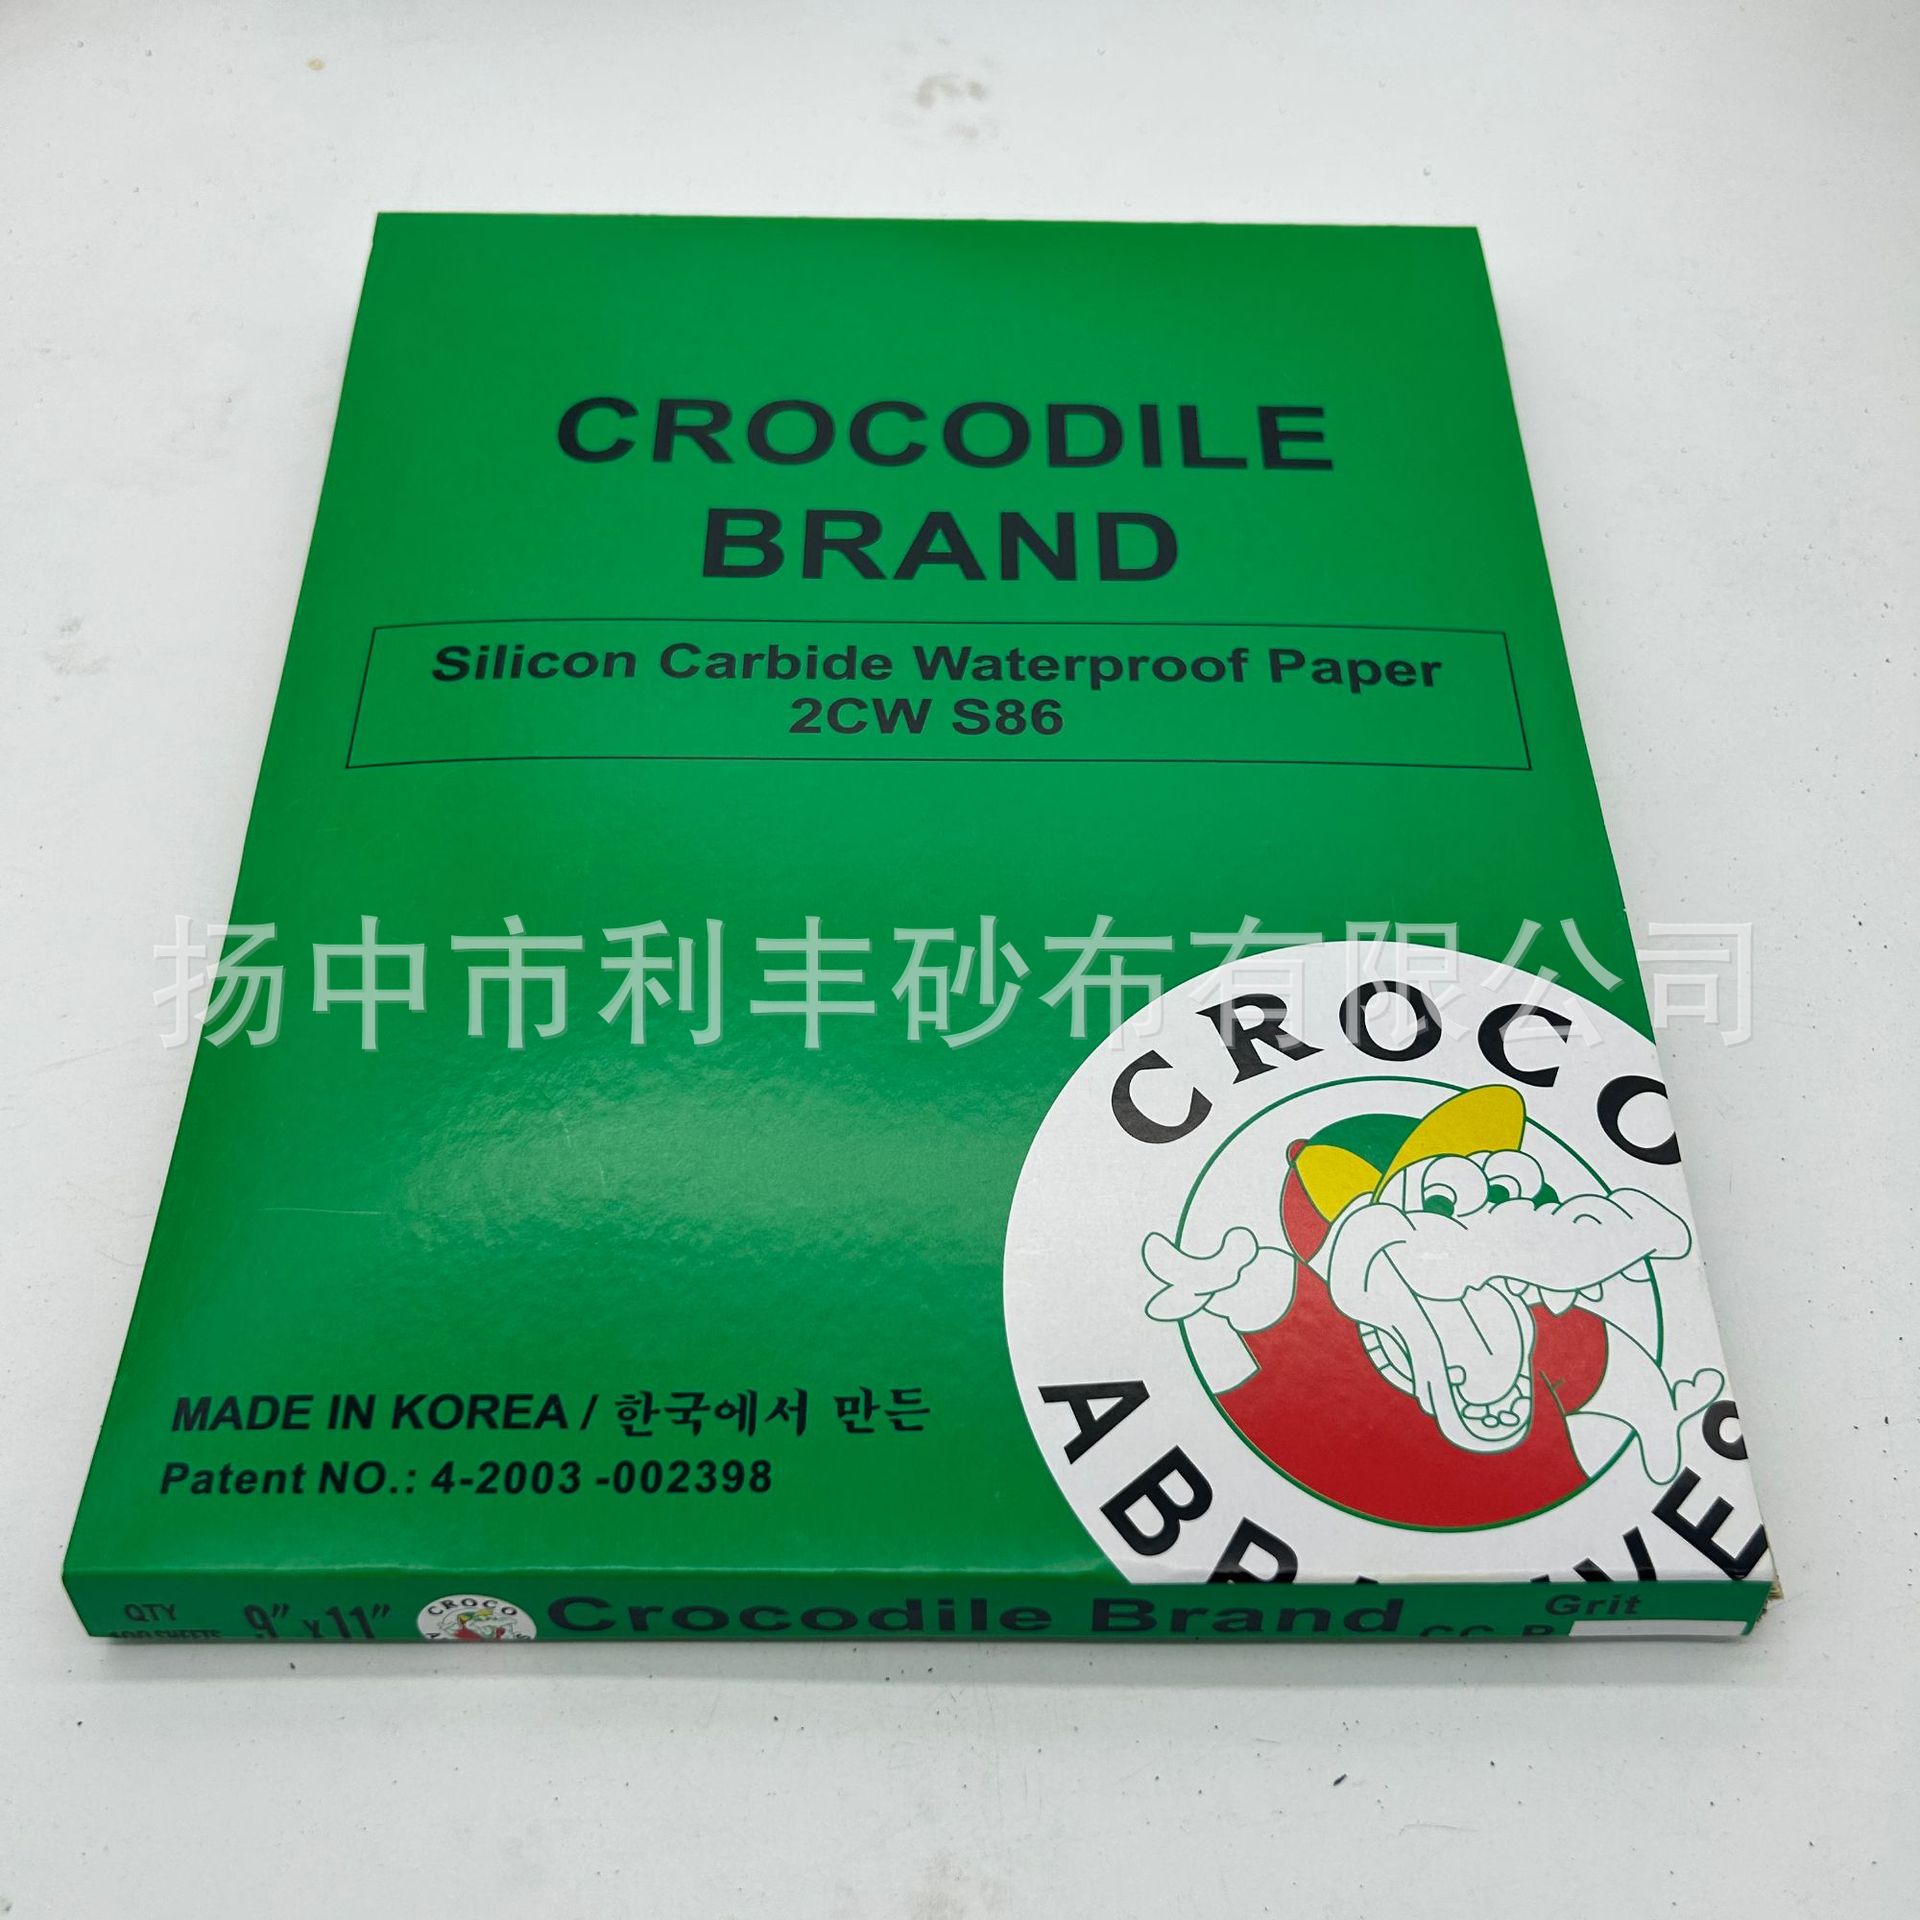 CROCODILE
BRAND
Silicon Carbide Waterproof Paper
2CW S86
扬中市利丰砂布有限公司
CROCO
MADE IN KOREA / 한국에서 만든
Patent NO.: 4-2003 -002398
QTY
100 SHEETS
9" x 11"
CROCO
Crocodile Brand
Grit